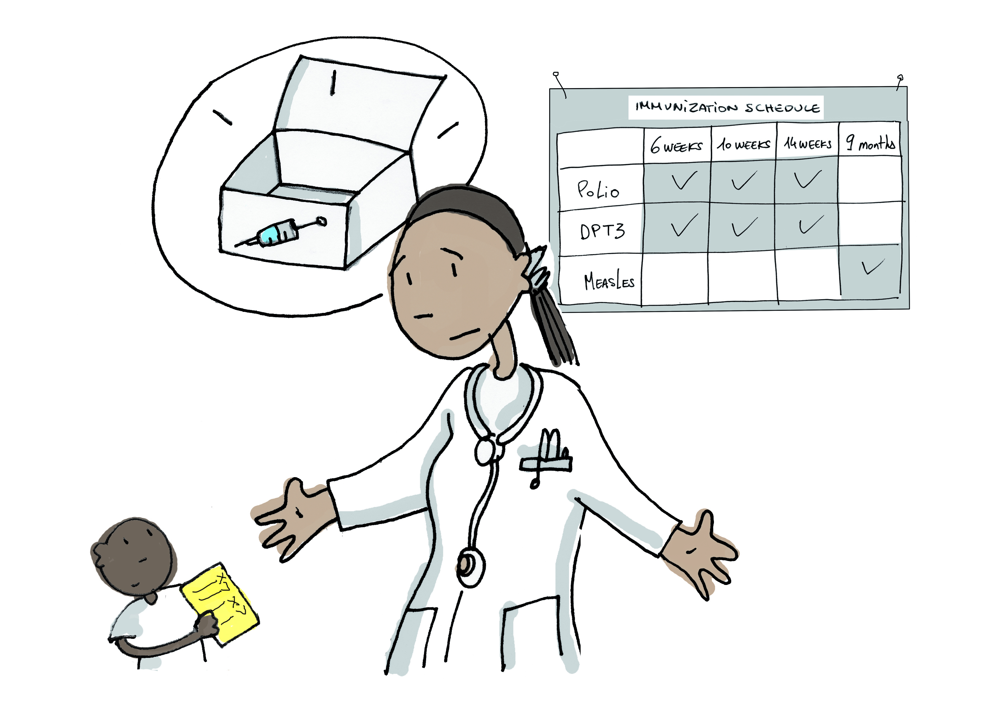 IMMUNiZATiON SCHEDULE
6 WEEKS 10 WEEKS 14 WEEKS 9 months
PoLio
DPT3
MEASLES